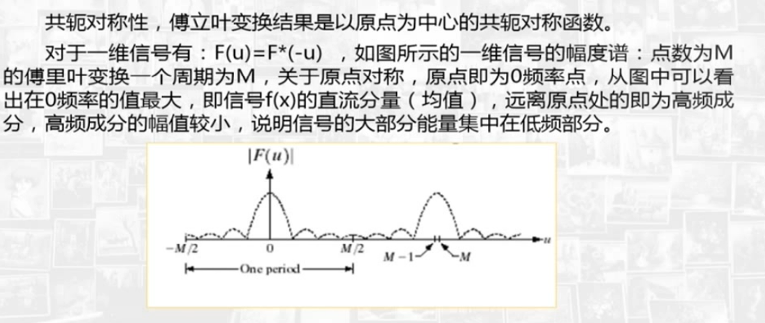 共轭对称性，傅立叶变换结果是以原点为中心的共轭对称函数。
对于一维信号有：F(u)=F*(-u) ，如图所示的一维信号的幅度谱：点数为M
的傅里叶变换一个周期为M，关于原点对称，原点即为0频率点，从图中可以看
出在0频率的值最大，即信号f(x)的直流分量（均值），远离原点处的即为高频成
分，高频成分的幅值较小，说明信号的大部分能量集中在低频部分。
|F(u)|
-M/2 0 M/2 u
M-1 M
One period